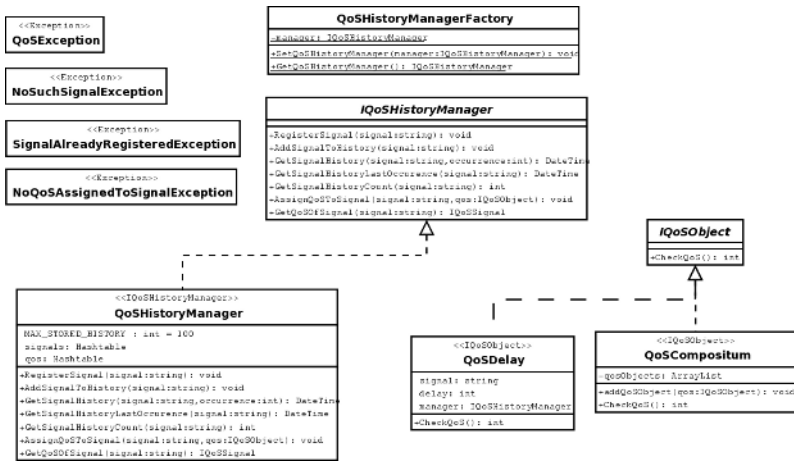 <<Exception>>
QoSException
<<Exception>>
NoSuchSignalException
<<Exception>>
SignalAlreadyRegisteredException
<<Exception>>
NoQoSAssignedToSignalException
QoSHistoryManagerFactory
-manager: IQoSHistoryManager
+SetQoSHistoryManager(manager:IQoSHistoryManager): void
+GetQoSHistoryManager(): IQoSHistoryManager
IQoSHistoryManager
+RegisterSignal(signal:string): void
+AddSignalToHistory(signal:string): void
+GetSignalHistory(signal:string,occurrence:int): DateTime
+GetSignalHistoryLastOccurence(signal:string): DateTime
+GetSignalHistoryCount(signal:string): int
+AssignQoSToSignal(signal:string,qos:IQoSObject): void
+GetQoSOfSignal(signal:string): IQoSSignal
IQoSObject
+CheckQoS(): int
<<IQoSHistoryManager>>
QoSHistoryManager
MAX_STORED_HISTORY : int = 100
signals: Hashtable
qos: Hashtable
+RegisterSignal(signal:string): void
+AddSignalToHistory(signal:string): void
+GetSignalHistory(signal:string,occurrence:int): DateTime
+GetSignalHistoryLastOccurence(signal:string): DateTime
+GetSignalHistoryCount(signal:string): int
+AssignQoSToSignal(signal:string,qos:IQoSObject): void
+GetQoSOfSignal(signal:string): IQoSSignal
<<IQoSObject>>
QoSDelay
signal: string
delay: int
manager: IQoSHistoryManager
+CheckQoS(): int
<<IQoSObject>>
QoSCompositum
-qosObjects: ArrayList
+addQoSObject(qos:IQoSObject): void
+CheckQoS(): int